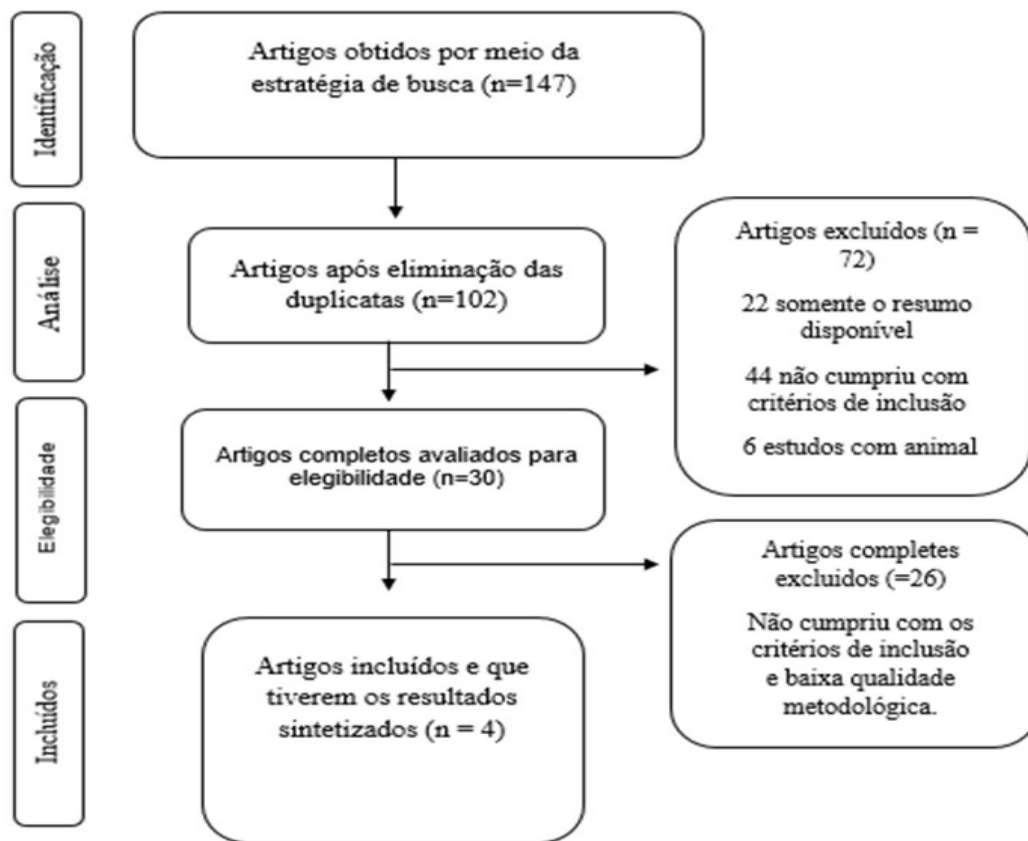 Identificação
Artigos obtidos por meio da
estratégia de busca (n=147)
Análise
Artigos após eliminação das
duplicatas (n=102)
Artigos excluídos (n =
72)
22 somente o resumo
disponível
44 não cumpriu com
critérios de inclusão
6 estudos com animal
Elegibilidade
Artigos completos avaliados para
elegibilidade (n=30)
Artigos completes
excluidos (=26)
Não cumpriu com os
critérios de inclusão
e baixa qualidade
metodológica.
Incluídos
Artigos incluídos e que
tiverem os resultados
sintetizados (n = 4)